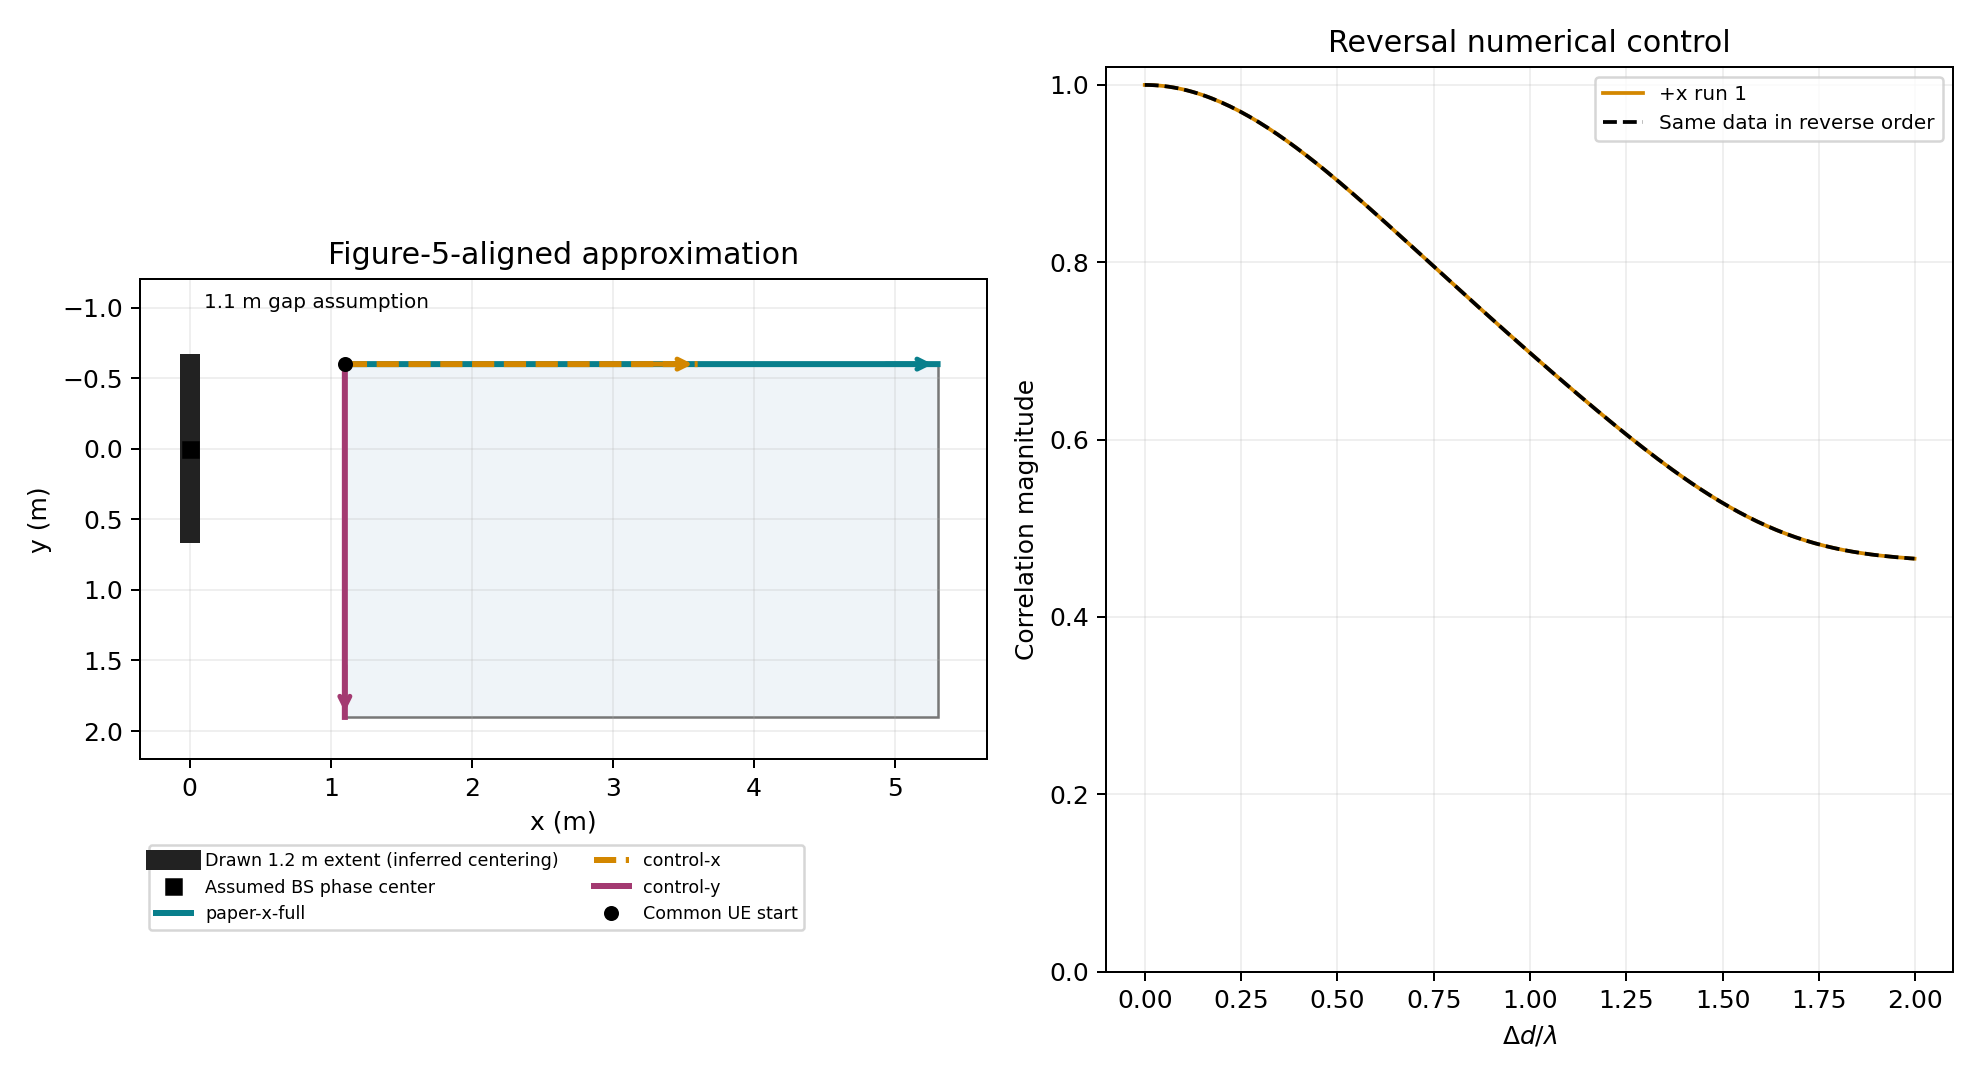 Figure-5-aligned approximation
1.1 m gap assumption
−1.0
−0.5
0.0
0.5
1.0
1.5
2.0
y (m)
0 1 2 3 4 5
x (m)
Drawn 1.2 m extent (inferred centering)
Assumed BS phase center
paper-x-full
control-x
control-y
Common UE start
Reversal numerical control
+x run 1
Same data in reverse order
1.0
0.8
0.6
0.4
0.2
0.0
Correlation magnitude
0.00 0.25 0.50 0.75 1.00 1.25 1.50 1.75 2.00
Δd/λ